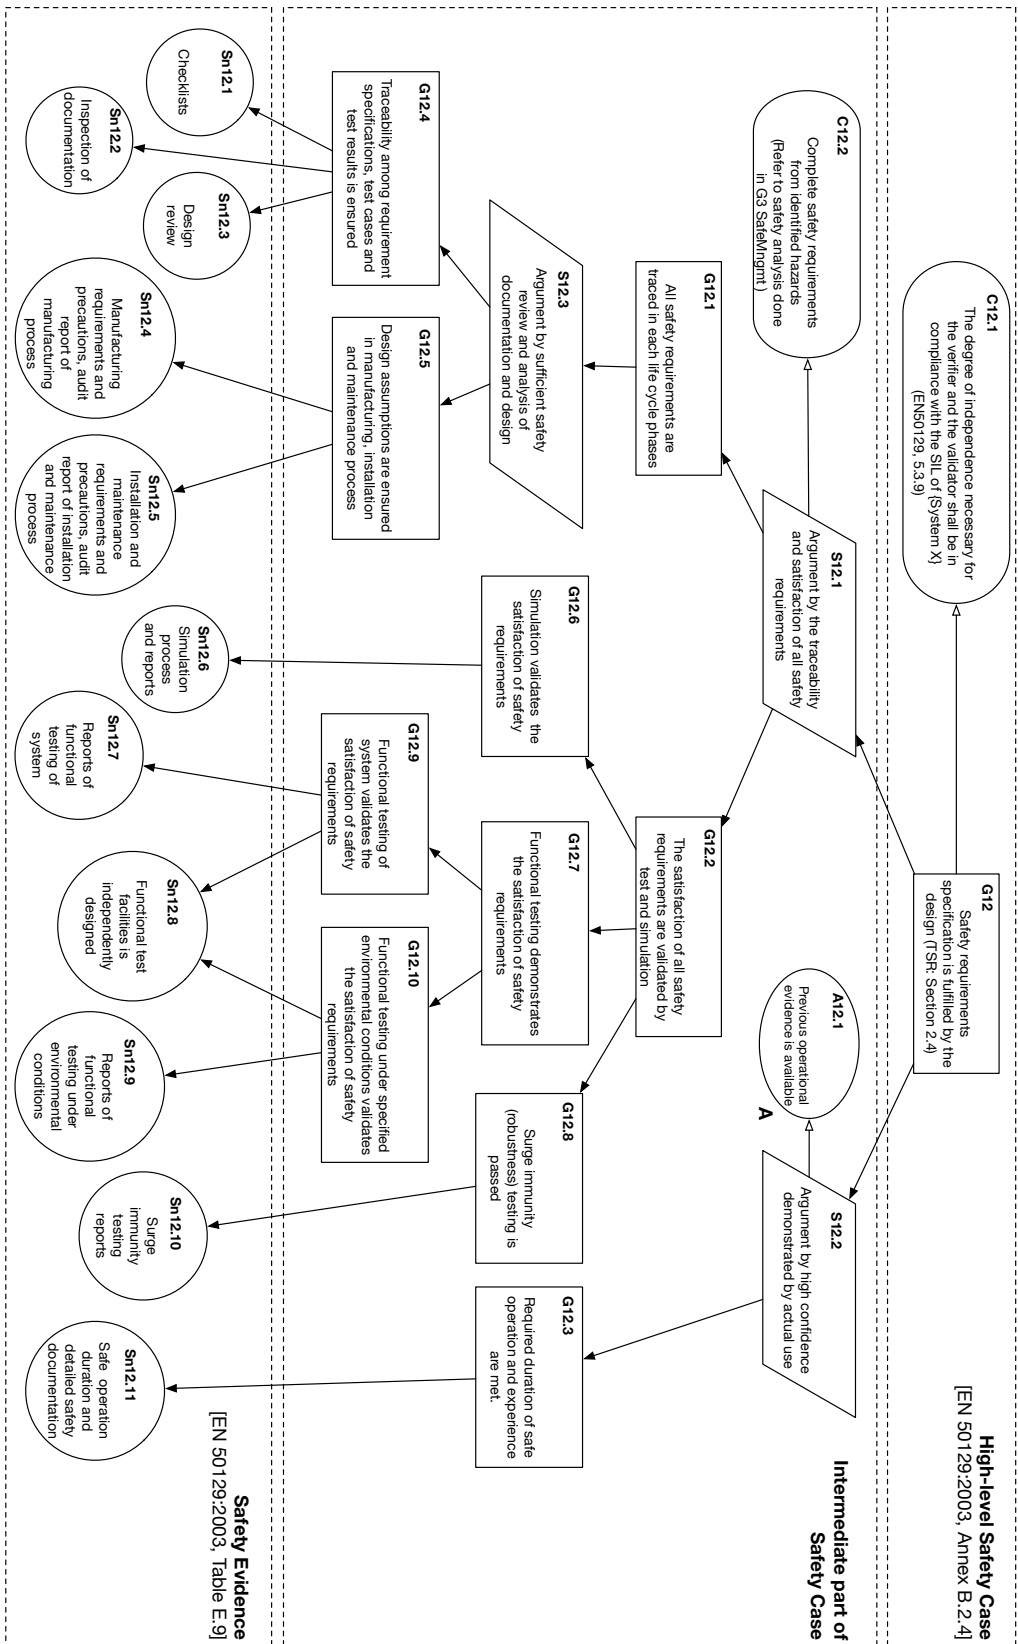 High-level Safety Case
[EN 50129:2003, Annex B.2.4]
C12.1
The degree of independence necessary for
the verifier and the validator shall be in
compliance with the SIL of {System X}
(EN50129, 5.3.9)
G12
Safety requirements
specification is fulfilled by the
design (TSR: Section 2.4)
Intermediate part of
Safety Case
C12.2
Complete safety requirements
from identified hazards
(Refer to safety analysis done
in G3 SafeMngmt )
S12.1
Argument by the traceability
and satisfaction of all safety
requirements
A12.1
Previous operational
evidence is available
A
S12.2
Argument by high confidence
demonstrated by actual use
G12.1
All safety requirements are
traced in each life cycle phases
G12.2
The satisfaction of all safety
requirements are validated by
test and simulation
S12.3
Argument by sufficient safety
review and analysis of
documentation and design
G12.6
Simulation validates the
satisfaction of safety
requirements
G12.7
Functional testing demonstrates
the satisfaction of safety
requirements
G12.8
Surge immunity
(robustness) testing is
passed
G12.3
Required duration of safe
operation and experience
are met.
G12.4
Traceability among requirement
specifications, test cases and
test results is ensured
G12.5
Design assumptions are ensured
in manufacturing, installation
and maintenance process
G12.9
Functional testing of
system validates the
satisfaction of safety
requirements
G12.10
Functional testing under specified
environmental conditions validates
the satisfaction of safety
requirements
Safety Evidence
[EN 50129:2003, Table E.9]
Sn12.1
Checklists
Sn12.2
Inspection of
documentation
Sn12.3
Design
review
Sn12.4
Manufacturing
requirements and
precautions, audit
report of
manufacturing
process
Sn12.5
Installation and
maintenance
requirements and
precautions, audit
report of installation
and maintenance
process
Sn12.6
Simulation
process
and reports
Sn12.7
Reports of
functional
testing of
system
Sn12.8
Functional test
facilities is
independently
designed
Sn12.9
Reports of
functional
testing under
environmental
conditions
Sn12.10
Surge
immunity
testing
reports
Sn12.11
Safe operation
duration and
detailed safety
documentation